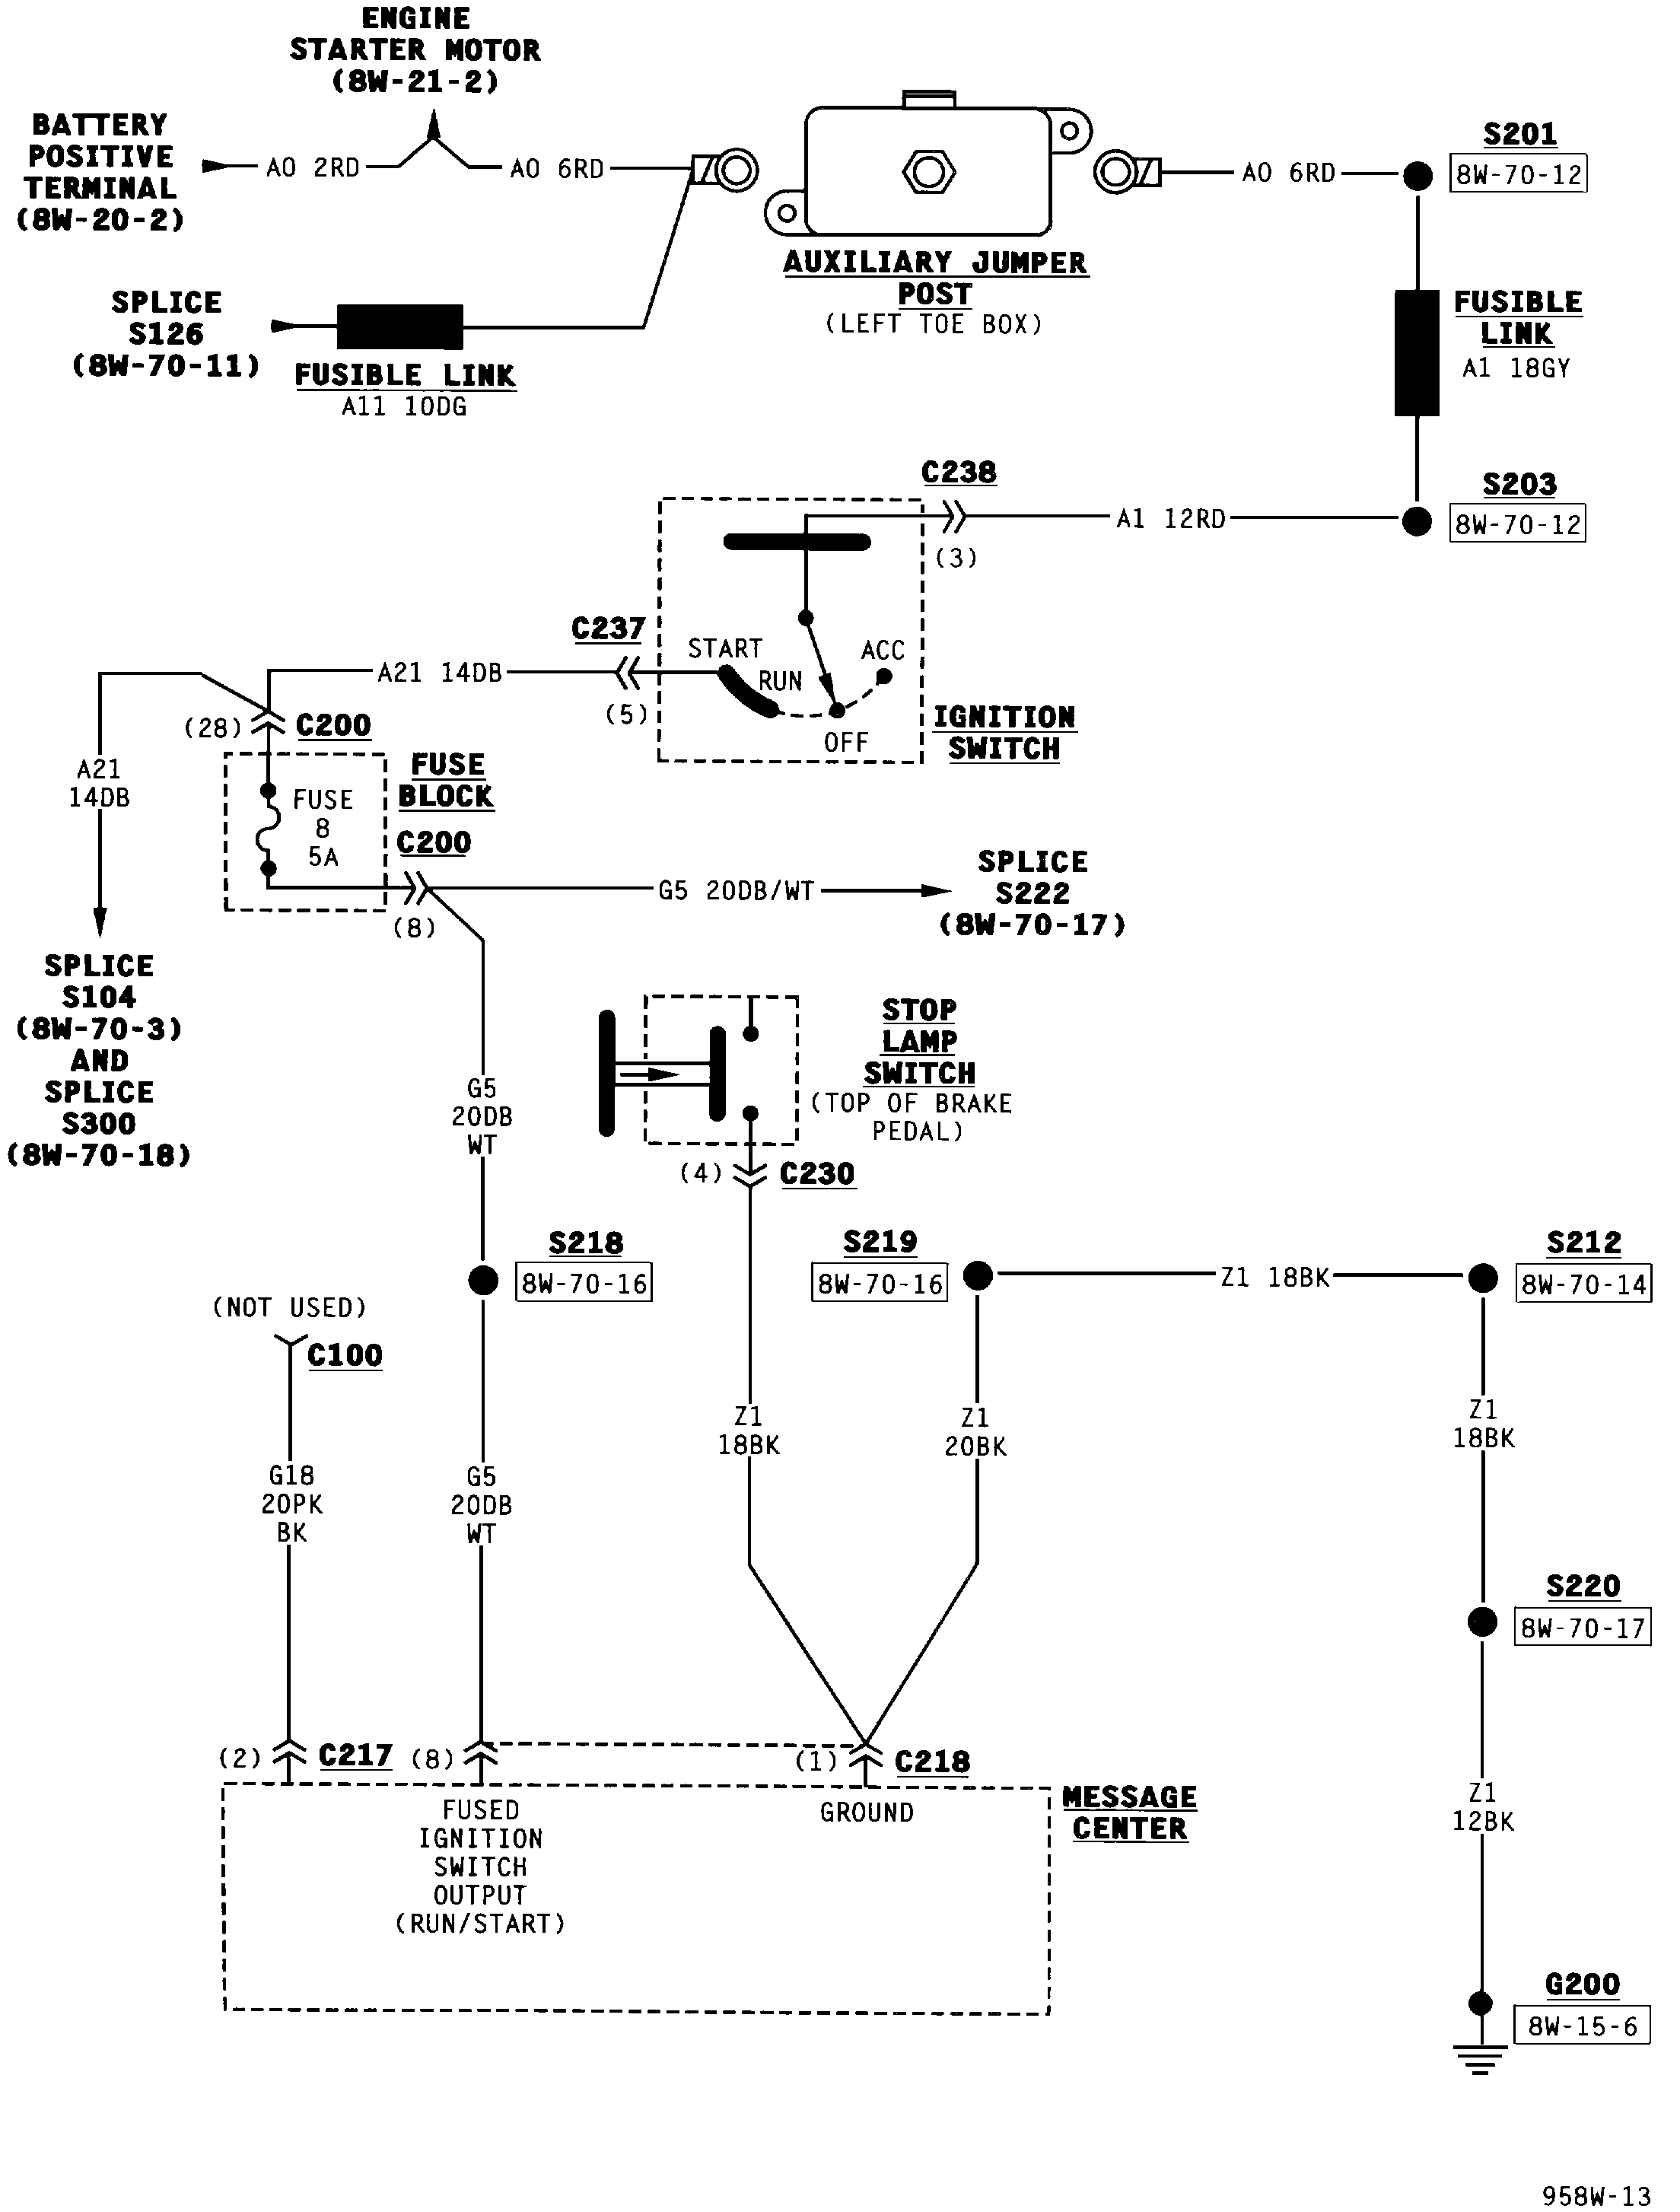 ENGINE
STARTER MOTOR
(8W-21-2)
BATTERY
POSITIVE
TERMINAL
(8W-20-2)
A0 2RD
A0 6RD
A0 6RD
S201
8W-70-12
AUXILIARY JUMPER
POST
(LEFT TOE BOX)
SPLICE
S126
(8W-70-11)
FUSIBLE LINK
A11 10DG
FUSIBLE
LINK
A1 18GY
C238
(3)
A1 12RD
S203
8W-70-12
C237
(5)
START
RUN
ACC
OFF
IGNITION
SWITCH
A21 14DB
(28)
C200
A21
14DB
FUSE
BLOCK
FUSE
8
5A
C200
(8)
G5 20DB/WT
SPLICE
S222
(8W-70-17)
SPLICE
S104
(8W-70-3)
AND
SPLICE
S300
(8W-70-18)
G5
20DB
WT
STOP
LAMP
SWITCH
(TOP OF BRAKE
PEDAL)
(4)
C230
S218
8W-70-16
S219
8W-70-16
Z1 18BK
S212
8W-70-14
(NOT USED)
C100
Z1
18BK
Z1
20BK
Z1
18BK
G18
20PK
BK
G5
20DB
WT
S220
8W-70-17
(2)
C217
(8)
(1)
C218
MESSAGE
CENTER
FUSED
IGNITION
SWITCH
OUTPUT
(RUN/START)
GROUND
Z1
12BK
G200
8W-15-6
958W-13